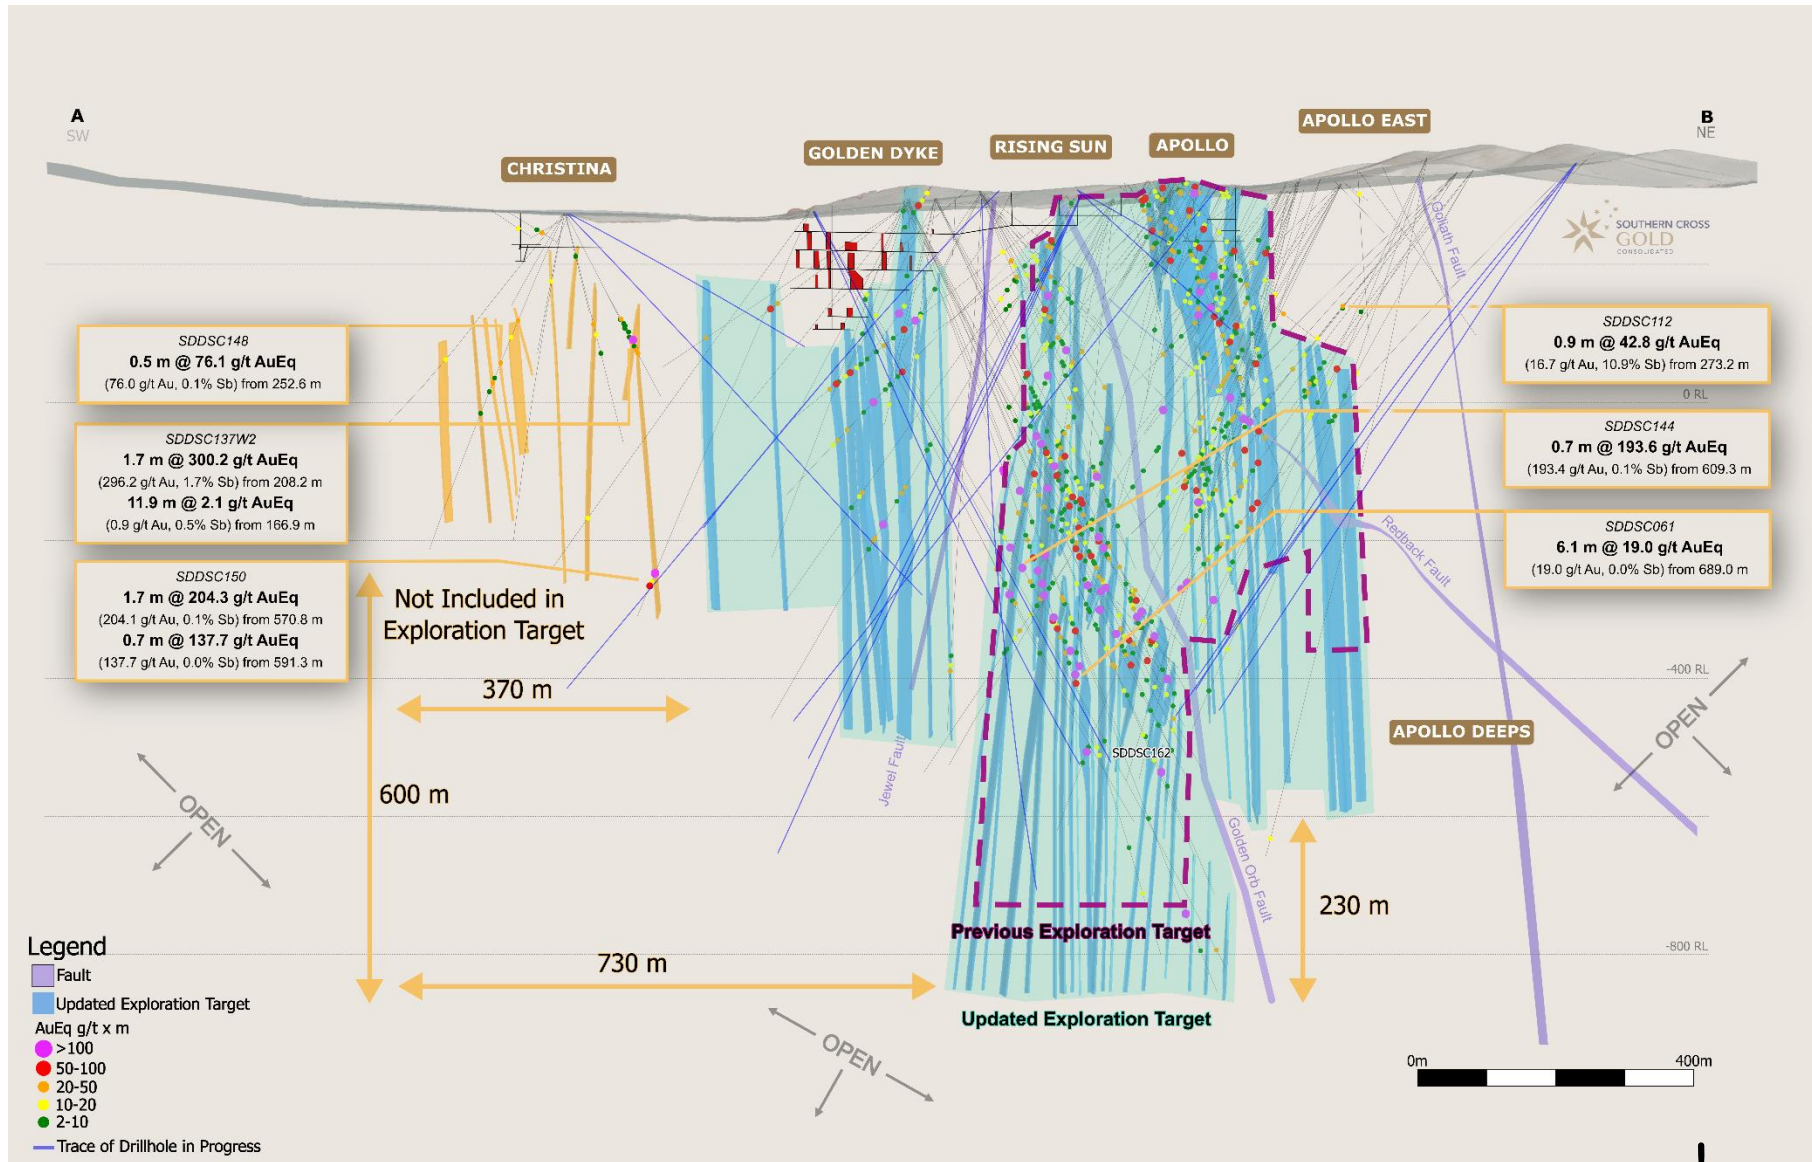 A
SW
B
NE
CHRISTINA
GOLDEN DYKE
RISING SUN
APOLLO
APOLLO EAST
SOUTHERN CROSS
GOLD
CONSOLIDATED
Goliath Fault
SDDSC148
0.5 m @ 76.1 g/t AuEq
(76.0 g/t Au, 0.1% Sb) from 252.6 m
SDDSC137W2
1.7 m @ 300.2 g/t AuEq
(296.2 g/t Au, 1.7% Sb) from 208.2 m
11.9 m @ 2.1 g/t AuEq
(0.9 g/t Au, 0.5% Sb) from 166.9 m
SDDSC150
1.7 m @ 204.3 g/t AuEq
(204.1 g/t Au, 0.1% Sb) from 570.8 m
0.7 m @ 137.7 g/t AuEq
(137.7 g/t Au, 0.0% Sb) from 591.3 m
SDDSC112
0.9 m @ 42.8 g/t AuEq
(16.7 g/t Au, 10.9% Sb) from 273.2 m
0 RL
SDDSC144
0.7 m @ 193.6 g/t AuEq
(193.4 g/t Au, 0.1% Sb) from 609.3 m
SDDSC061
6.1 m @ 19.0 g/t AuEq
(19.0 g/t Au, 0.0% Sb) from 689.0 m
Redback Fault
Not Included in
Exploration Target
370 m
-400 RL
APOLLO DEEPS
OPEN
SDDSC162
Jewel Fault
600 m
OPEN
Golden Orb Fault
230 m
Previous Exploration Target
-800 RL
730 m
Updated Exploration Target
OPEN
Legend
Fault
Updated Exploration Target
AuEq g/t x m
>100
50-100
20-50
10-20
2-10
Trace of Drillhole in Progress
0m
400m